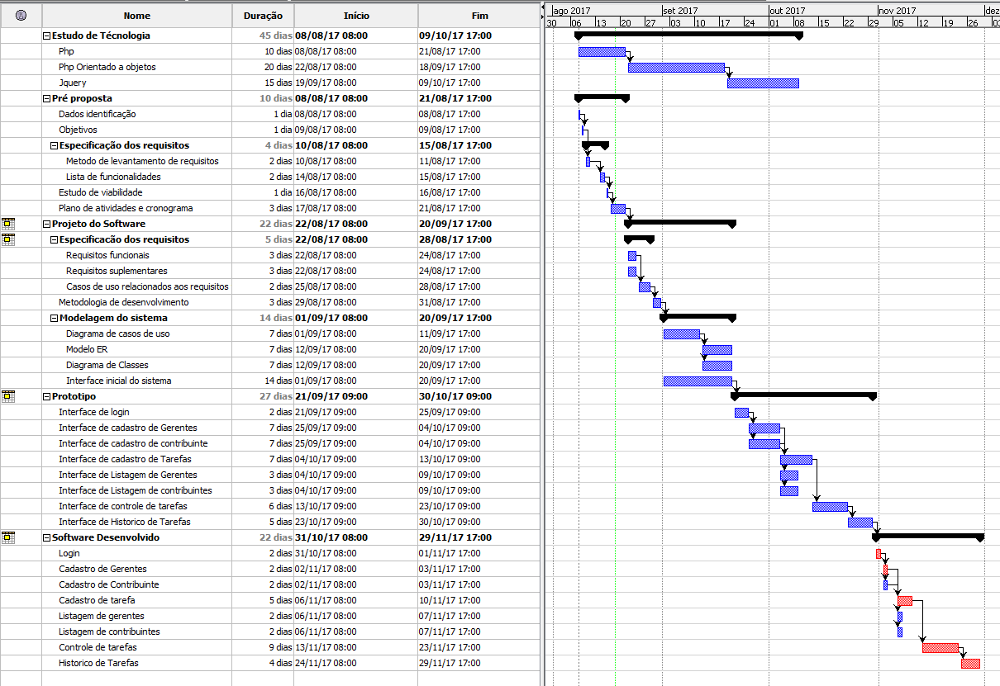 Nome Duração Início Fim
ago 2017 set 2017 out 2017 nov 2017 dez
30 06 13 20 27 03 10 17 24 01 08 15 22 29 05 12 19 26 03
Estudo de Técnologia 45 dias 08/08/17 08:00 09/10/17 17:00
Php 10 dias 08/08/17 08:00 21/08/17 17:00
Php Orientado a objetos 20 dias 22/08/17 08:00 18/09/17 17:00
Jquery 15 dias 19/09/17 08:00 09/10/17 17:00
Pré proposta 10 dias 08/08/17 08:00 21/08/17 17:00
Dados identificação 1 dia 08/08/17 08:00 08/08/17 17:00
Objetivos 1 dia 09/08/17 08:00 09/08/17 17:00
Especificação dos requisitos 4 dias 10/08/17 08:00 15/08/17 17:00
Metodo de levantamento de requisitos 2 dias 10/08/17 08:00 11/08/17 17:00
Lista de funcionalidades 2 dias 14/08/17 08:00 15/08/17 17:00
Estudo de viabilidade 1 dia 16/08/17 08:00 16/08/17 17:00
Plano de atividades e cronograma 3 dias 17/08/17 08:00 21/08/17 17:00
Projeto do Software 22 dias 22/08/17 08:00 20/09/17 17:00
Especificacão dos requisitos 5 dias 22/08/17 08:00 28/08/17 17:00
Requisitos funcionais 3 dias 22/08/17 08:00 24/08/17 17:00
Requisitos suplementares 3 dias 22/08/17 08:00 24/08/17 17:00
Casos de uso relacionados aos requisitos 2 dias 25/08/17 08:00 28/08/17 17:00
Metodologia de desenvolvimento 3 dias 29/08/17 08:00 31/08/17 17:00
Modelagem do sistema 14 dias 01/09/17 08:00 20/09/17 17:00
Diagrama de casos de uso 7 dias 01/09/17 08:00 11/09/17 17:00
Modelo ER 7 dias 12/09/17 08:00 20/09/17 17:00
Diagrama de Classes 7 dias 12/09/17 08:00 20/09/17 17:00
Interface inicial do sistema 14 dias 01/09/17 08:00 20/09/17 17:00
Prototipo 27 dias 21/09/17 09:00 30/10/17 09:00
Interface de login 2 dias 21/09/17 09:00 25/09/17 09:00
Interface de cadastro de Gerentes 7 dias 25/09/17 09:00 04/10/17 09:00
Interface de cadastro de contribuinte 7 dias 25/09/17 09:00 04/10/17 09:00
Interface de cadastro de Tarefas 7 dias 04/10/17 09:00 13/10/17 09:00
Interface de Listagem de Gerentes 3 dias 04/10/17 09:00 09/10/17 09:00
Interface de Listagem de contribuintes 3 dias 04/10/17 09:00 09/10/17 09:00
Interface de controle de tarefas 6 dias 13/10/17 09:00 23/10/17 09:00
Interface de Historico de Tarefas 5 dias 23/10/17 09:00 30/10/17 09:00
Software Desenvolvido 22 dias 31/10/17 08:00 29/11/17 17:00
Login 2 dias 31/10/17 08:00 01/11/17 17:00
Cadastro de Gerentes 2 dias 02/11/17 08:00 03/11/17 17:00
Cadastro de Contribuinte 2 dias 02/11/17 08:00 03/11/17 17:00
Cadastro de tarefa 5 dias 06/11/17 08:00 10/11/17 17:00
Listagem de gerentes 2 dias 06/11/17 08:00 07/11/17 17:00
Listagem de contribuintes 2 dias 06/11/17 08:00 07/11/17 17:00
Controle de tarefas 9 dias 13/11/17 08:00 23/11/17 17:00
Historico de Tarefas 4 dias 24/11/17 08:00 29/11/17 17:00